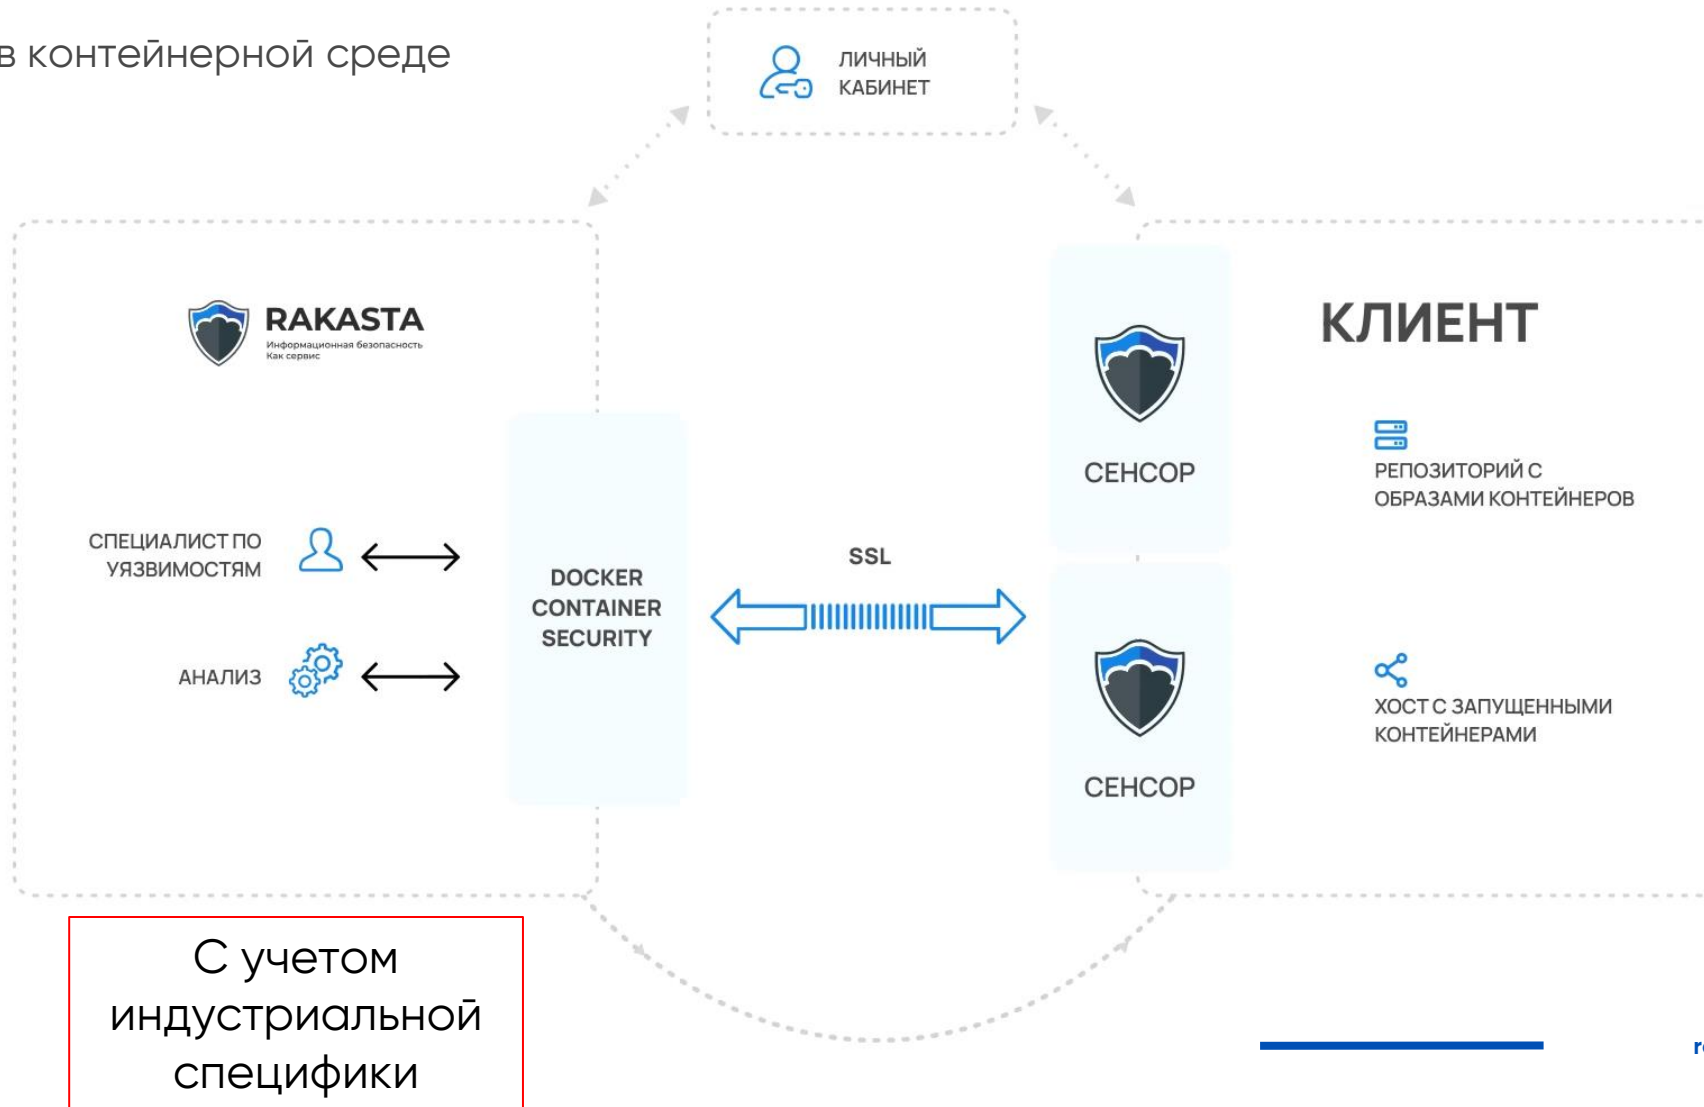 в контейнерной среде
ЛИЧНЫЙ
КАБИНЕТ
RAKASTA
Информационная безопасность
Как сервис
СПЕЦИАЛИСТ ПО
УЯЗВИМОСТЯМ
АНАЛИЗ
DOCKER
CONTAINER
SECURITY
SSL
СЕНСОР
СЕНСОР
КЛИЕНТ
РЕПОЗИТОРИЙ С
ОБРАЗАМИ КОНТЕЙНЕРОВ
ХОСТ С ЗАПУЩЕННЫМИ
КОНТЕЙНЕРАМИ
С учетом
индустриальной
специфики